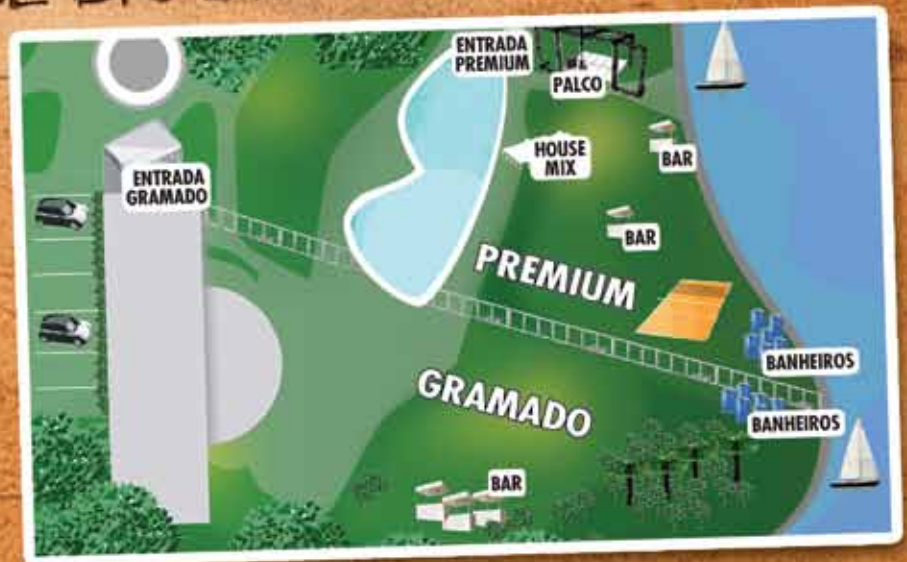 ENTRADA
PREMIUM
PALCO
HOUSE
MIX
BAR
ENTRADA
GRAMADO
BAR
PREMIUM
BANHEIROS
GRAMADO
BANHEIROS
BAR